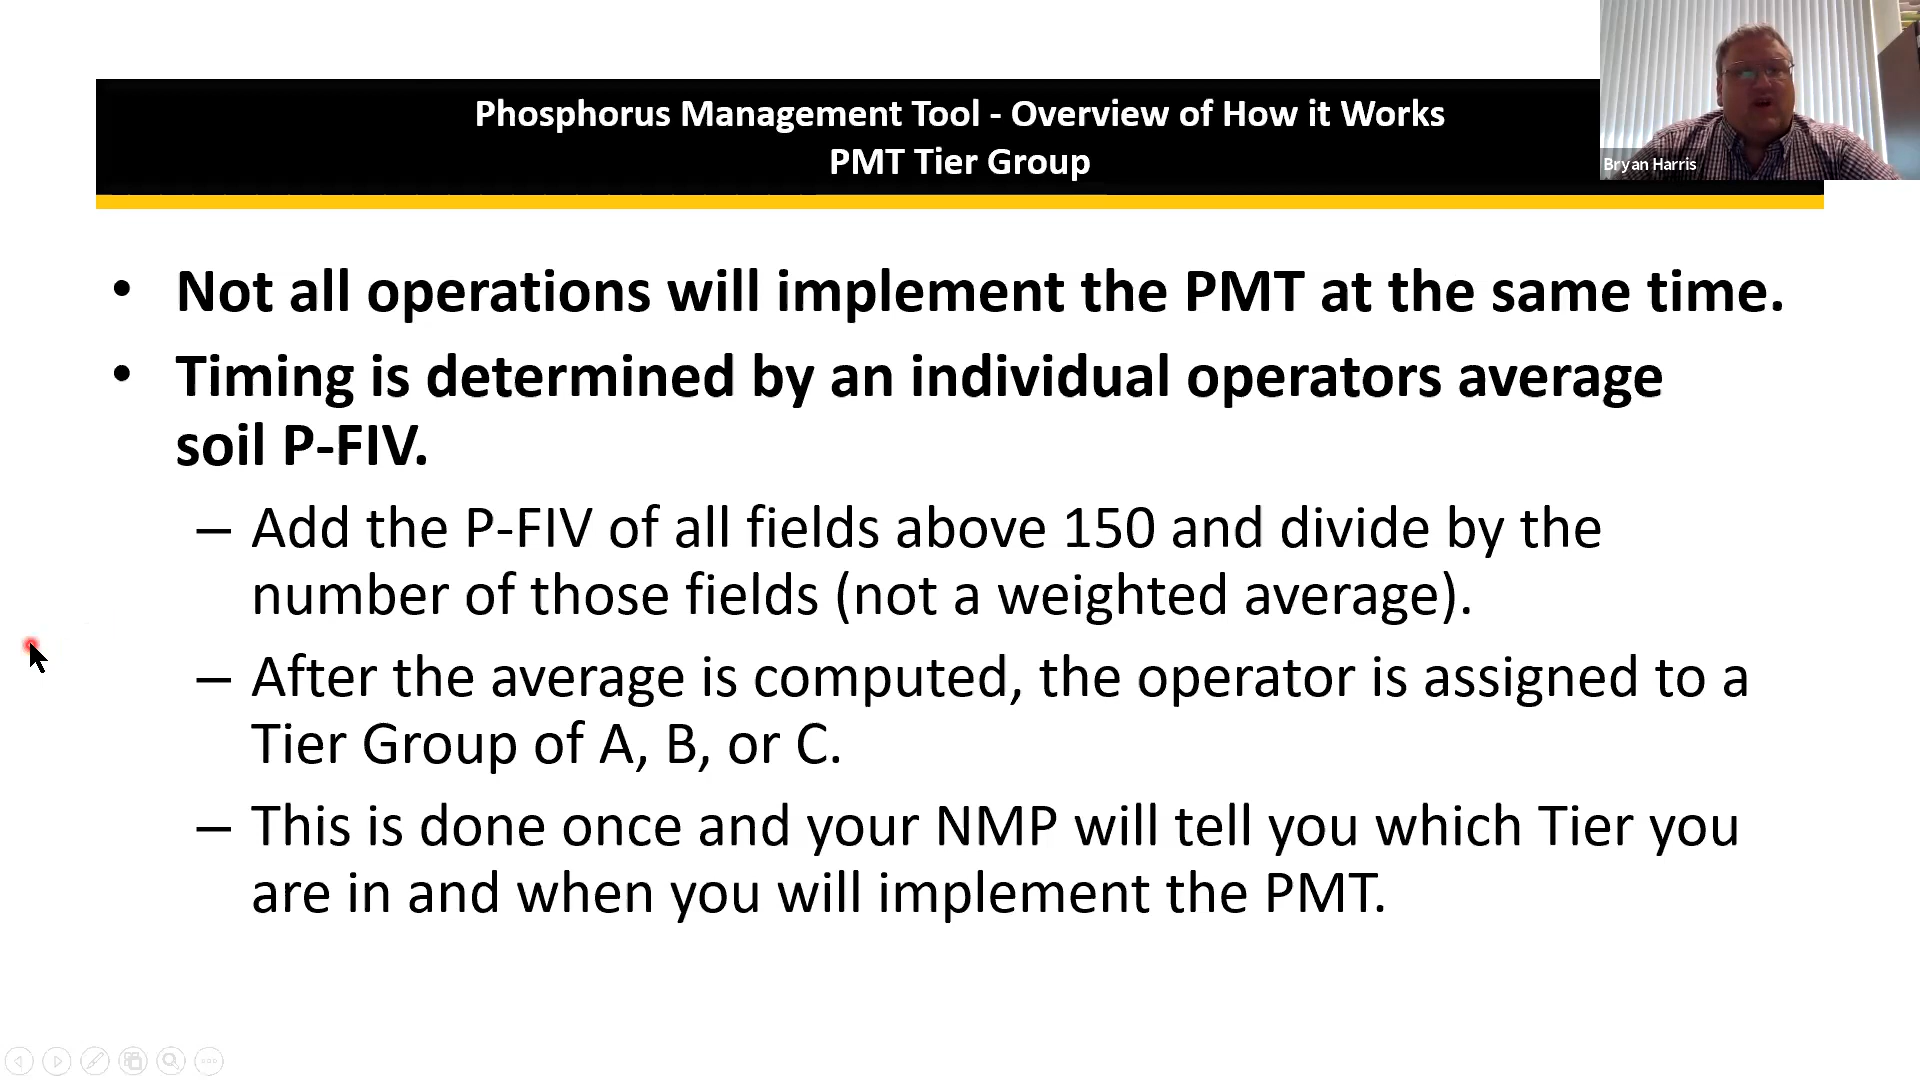 Phosphorus Management Tool - Overview of How it Works
PMT Tier Group
Bryan Harris
• Not all operations will implement the PMT at the same time.
• Timing is determined by an individual operators average
soil P-FIV.
– Add the P-FIV of all fields above 150 and divide by the
number of those fields (not a weighted average).
– After the average is computed, the operator is assigned to a
Tier Group of A, B, or C.
– This is done once and your NMP will tell you which Tier you
are in and when you will implement the PMT.